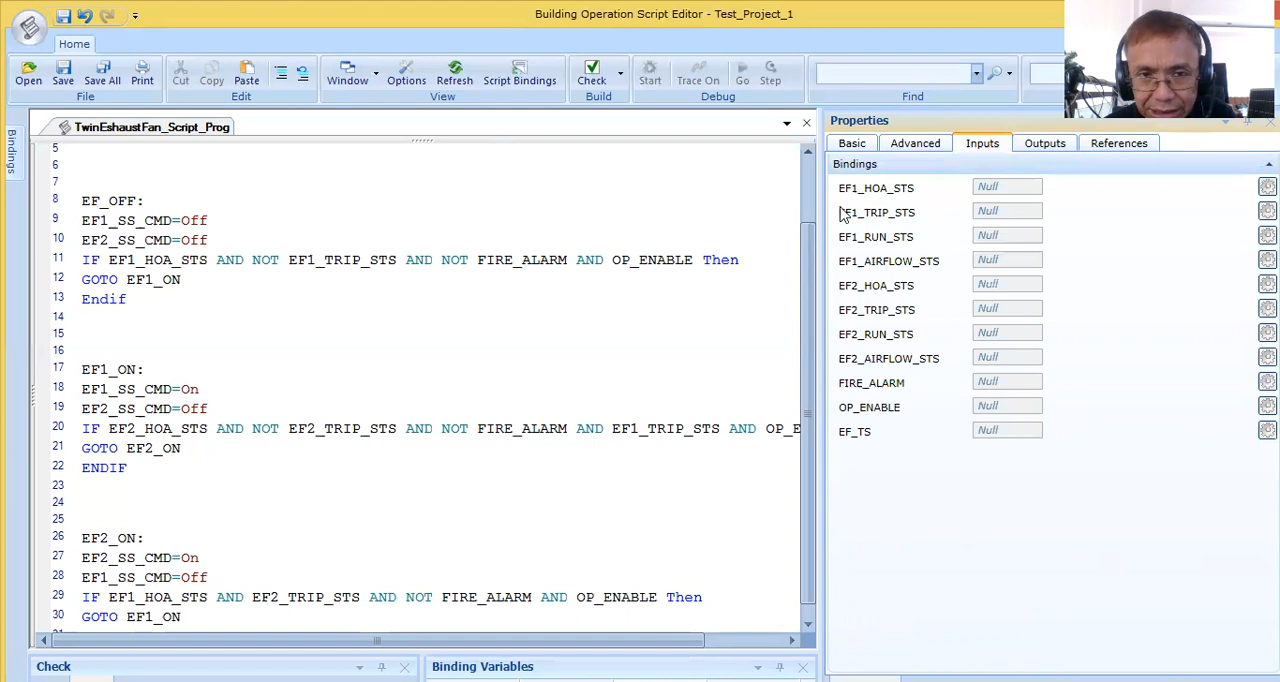 Building Operation Script Editor - Test_Project_1
Home
Open Save Save All Print Cut Copy Paste Window Options Refresh Script Bindings Check Start Trace On Go Step
File Edit View Build Debug Find
Bindings
TwinEshaustFan_Script_Prog
5
6
7
8 EF_OFF:
9 EF1_SS_CMD=Off
10 EF2_SS_CMD=Off
11 IF EF1_HOA_STS AND NOT EF1_TRIP_STS AND NOT FIRE_ALARM AND OP_ENABLE Then
12 GOTO EF1_ON
13 Endif
14
15
16
17 EF1_ON:
18 EF1_SS_CMD=On
19 EF2_SS_CMD=Off
20 IF EF2_HOA_STS AND NOT EF2_TRIP_STS AND NOT FIRE_ALARM AND EF1_TRIP_STS AND OP_E
21 GOTO EF2_ON
22 ENDIF
23
24
25
26 EF2_ON:
27 EF2_SS_CMD=On
28 EF1_SS_CMD=Off
29 IF EF1_HOA_STS AND EF2_TRIP_STS AND NOT FIRE_ALARM AND OP_ENABLE Then
30 GOTO EF1_ON
Check
Binding Variables
Properties
Basic Advanced Inputs Outputs References
Bindings
EF1_HOA_STS Null
EF1_TRIP_STS Null
EF1_RUN_STS Null
EF1_AIRFLOW_STS Null
EF2_HOA_STS Null
EF2_TRIP_STS Null
EF2_RUN_STS Null
EF2_AIRFLOW_STS Null
FIRE_ALARM Null
OP_ENABLE Null
EF_TS Null